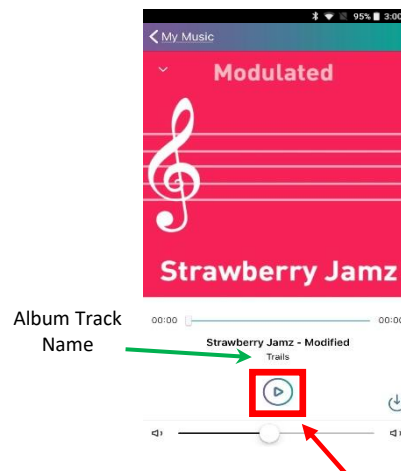 95% 3:00
My Music
Modulated
Strawberry Jamz
Album Track
Name
00:00 00:00
Strawberry Jamz - Modified
Trails